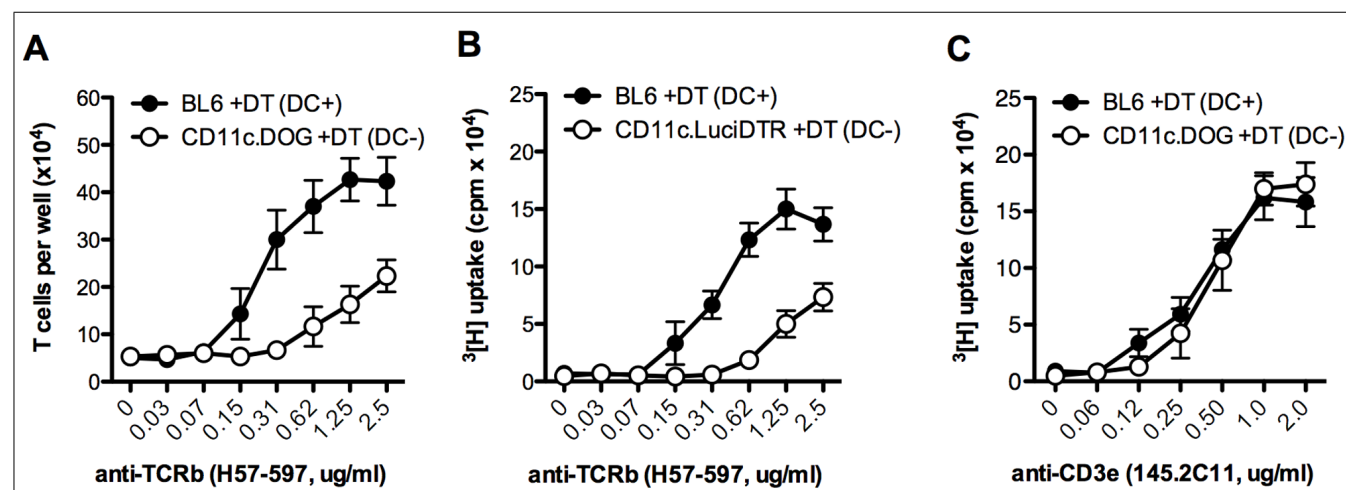 A
BL6 +DT (DC+)
CD11c.DOG +DT (DC-)
T cells per well (x10⁴)
60
50
40
30
20
10
0
0 0.03 0.07 0.15 0.31 0.62 1.25 2.5
anti-TCRb (H57-597, ug/ml)
B
BL6 +DT (DC+)
CD11c.LuciDTR +DT (DC-)
³[H] uptake (cpm x 10⁴)
25
20
15
10
5
0
0 0.03 0.07 0.15 0.31 0.62 1.25 2.5
anti-TCRb (H57-597, ug/ml)
C
BL6 +DT (DC+)
CD11c.DOG +DT (DC-)
³[H] uptake (cpm x 10⁴)
25
20
15
10
5
0
0 0.06 0.12 0.25 0.50 1.0 2.0
anti-CD3e (145.2C11, ug/ml)